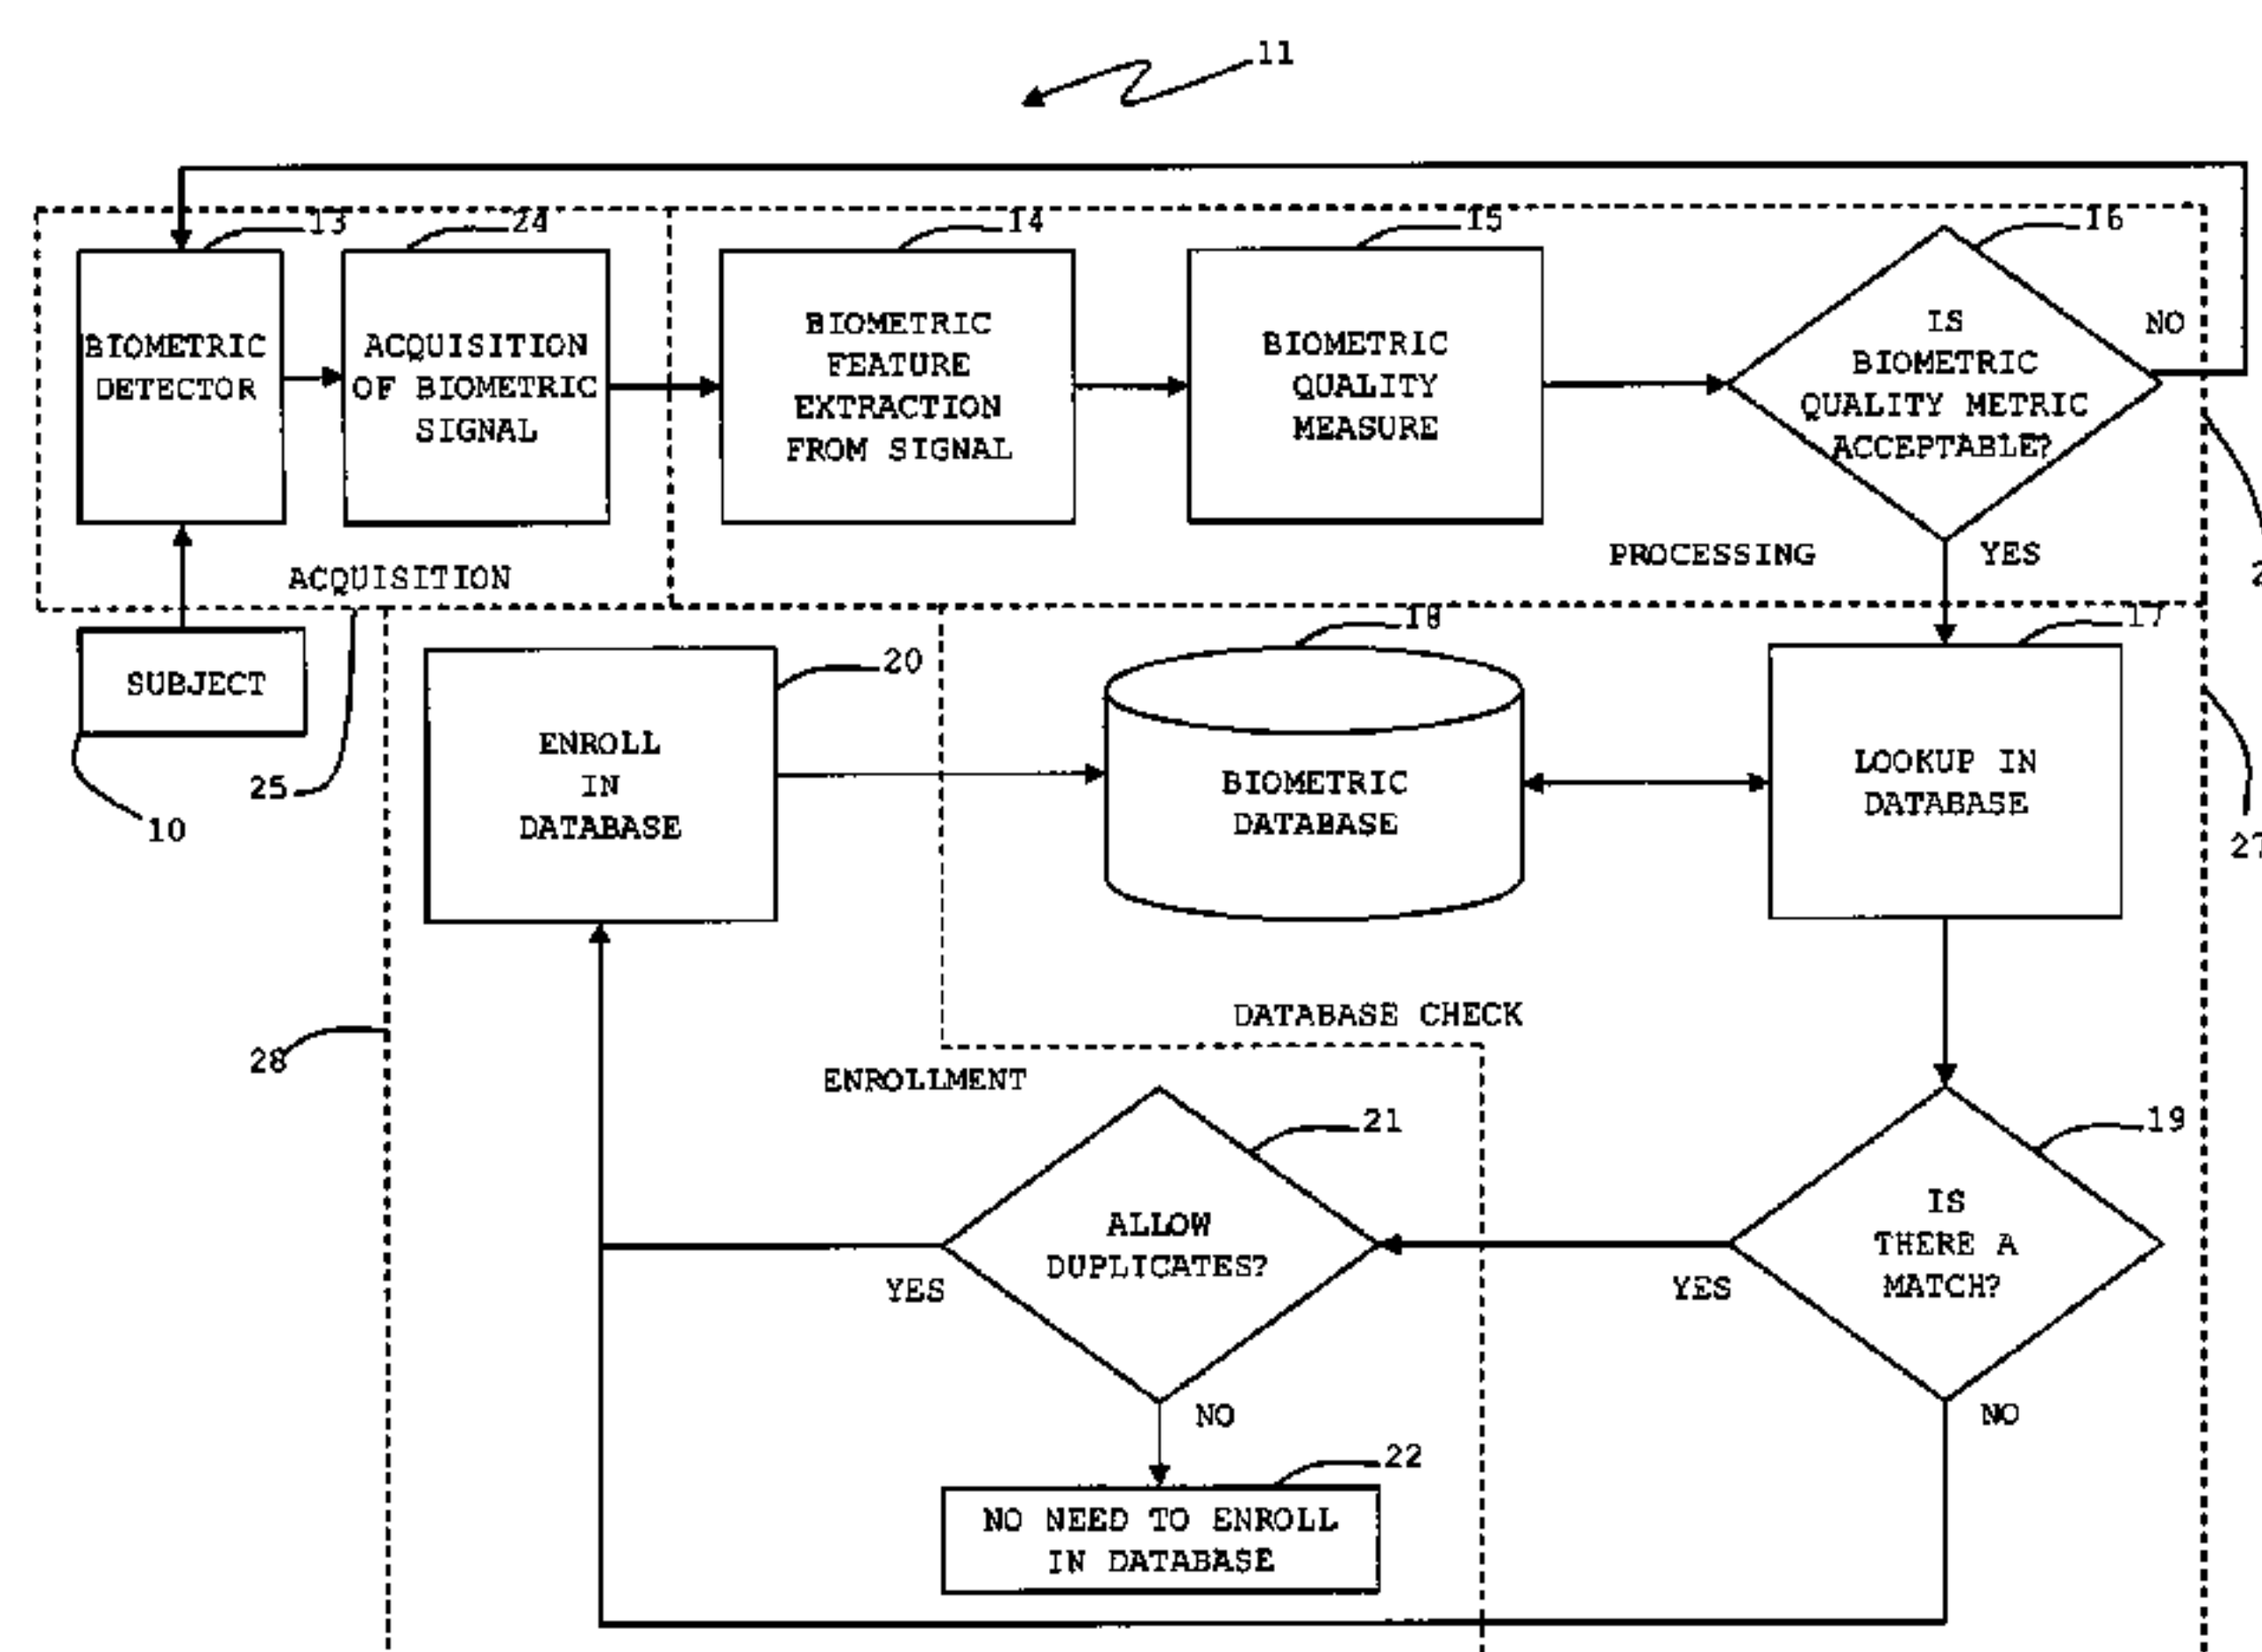 11
13
24
14
15
16
BIOMETRIC
DETECTOR
ACQUISITION
OF BIOMETRIC
SIGNAL
BIOMETRIC
FEATURE
EXTRACTION
FROM SIGNAL
BIOMETRIC
QUALITY
MEASURE
IS
BIOMETRIC
QUALITY METRIC
ACCEPTABLE?
NO
YES
ACQUISITION
PROCESSING
SUBJECT
10
25
20
ENROLL
IN
DATABASE
18
BIOMETRIC
DATABASE
17
LOOKUP IN
DATABASE
27
DATABASE CHECK
28
ENROLLMENT
21
ALLOW
DUPLICATES?
YES
NO
19
IS
THERE A
MATCH?
YES
NO
22
NO NEED TO ENROLL
IN DATABASE